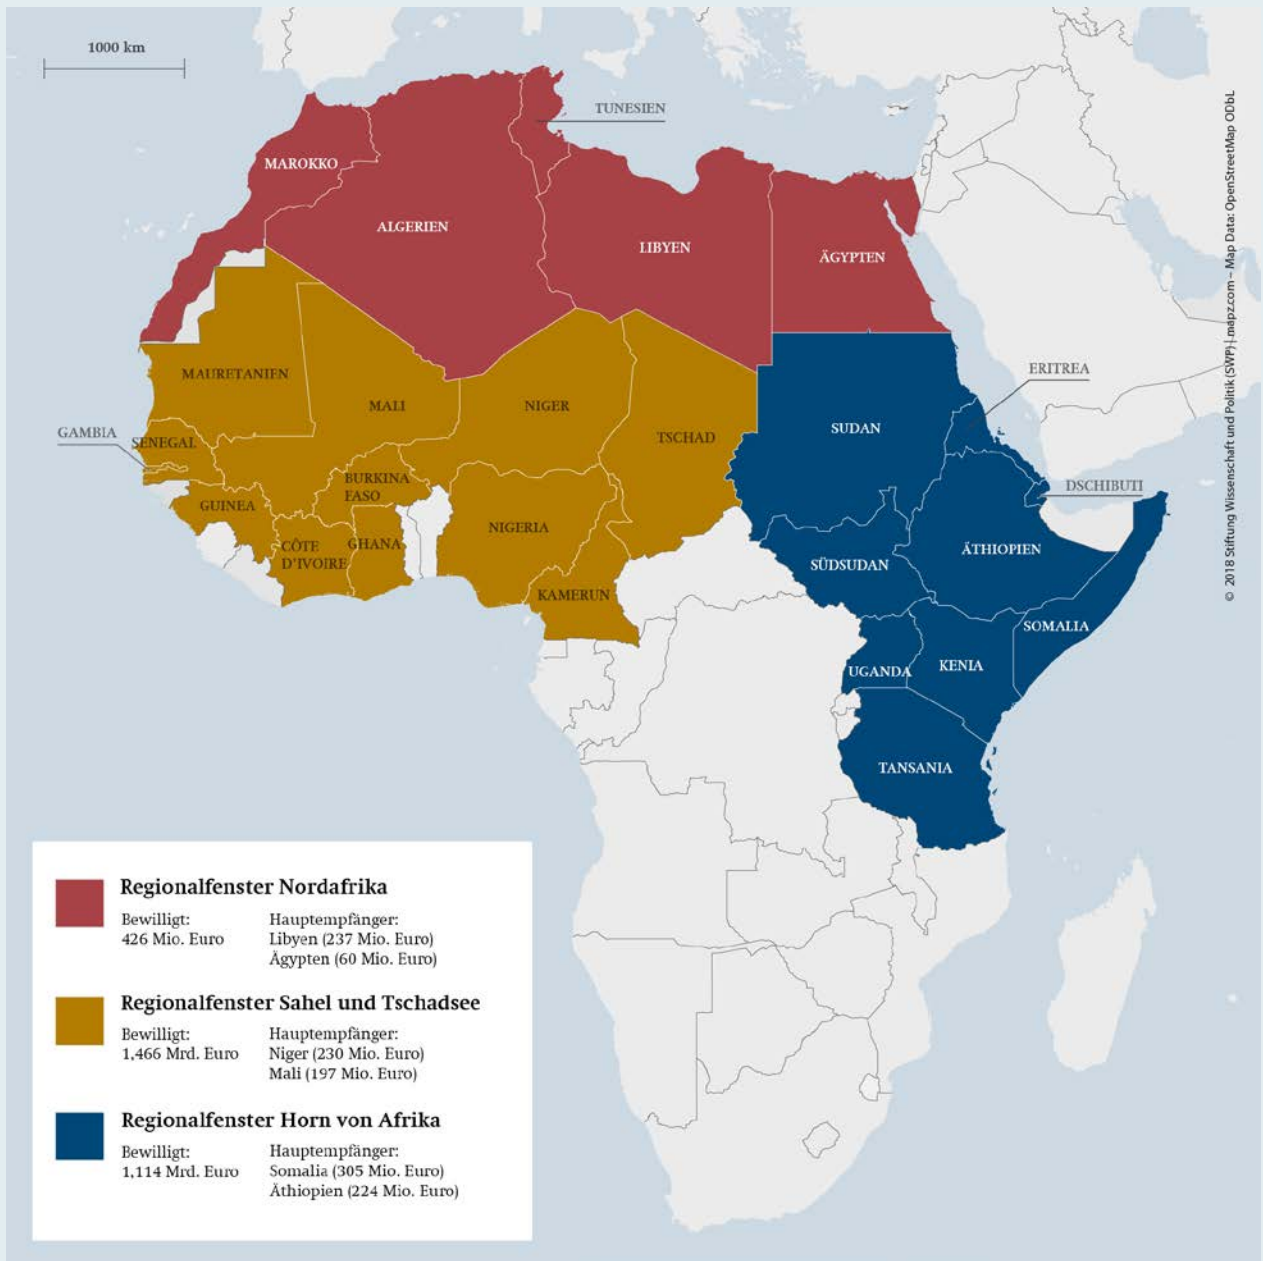 1000 km
TUNESIEN
MAROKKO
ALGERIEN
LIBYEN
ÄGYPTEN
ERITREA
MAURETANIEN
MALI
NIGER
TSCHAD
SUDAN
GAMBIA
SENEGAL
BURKINA
FASO
DSCHIBUTI
GUINEA
NIGERIA
CÔTE
D'IVOIRE
GHANA
ÄTHIOPIEN
SÜDSUDAN
KAMERUN
SOMALIA
UGANDA
KENIA
TANSANIA
© 2018 Stiftung Wissenschaft und Politik (SWP) | mapz.com – Map Data: OpenStreetMap ODbL
Regionalfenster Nordafrika
Bewilligt:
426 Mio. Euro
Hauptempfänger:
Libyen (237 Mio. Euro)
Ägypten (60 Mio. Euro)
Regionalfenster Sahel und Tschadsee
Bewilligt:
1,466 Mrd. Euro
Hauptempfänger:
Niger (230 Mio. Euro)
Mali (197 Mio. Euro)
Regionalfenster Horn von Afrika
Bewilligt:
1,114 Mrd. Euro
Hauptempfänger:
Somalia (305 Mio. Euro)
Äthiopien (224 Mio. Euro)